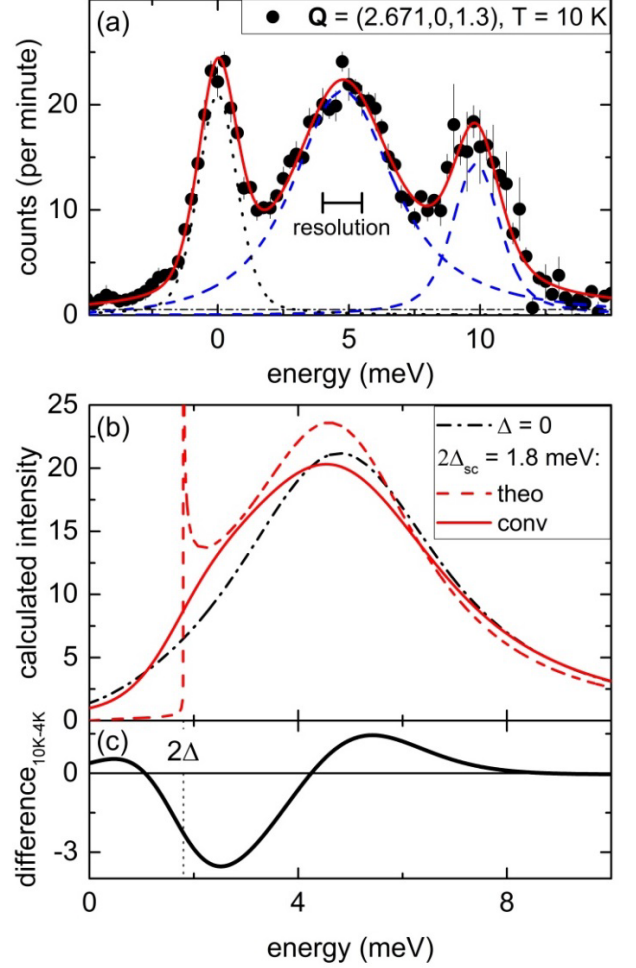 (a)
Q = (2.671,0,1.3), T = 10 K
counts (per minute)
20
10
0
resolution
0
5
10
energy (meV)
(b)
Δ = 0
2Δsc = 1.8 meV:
theo
conv
calculated intensity
25
20
15
10
5
0
(c)
2Δ
difference10K-4K
0
-3
0
4
8
energy (meV)